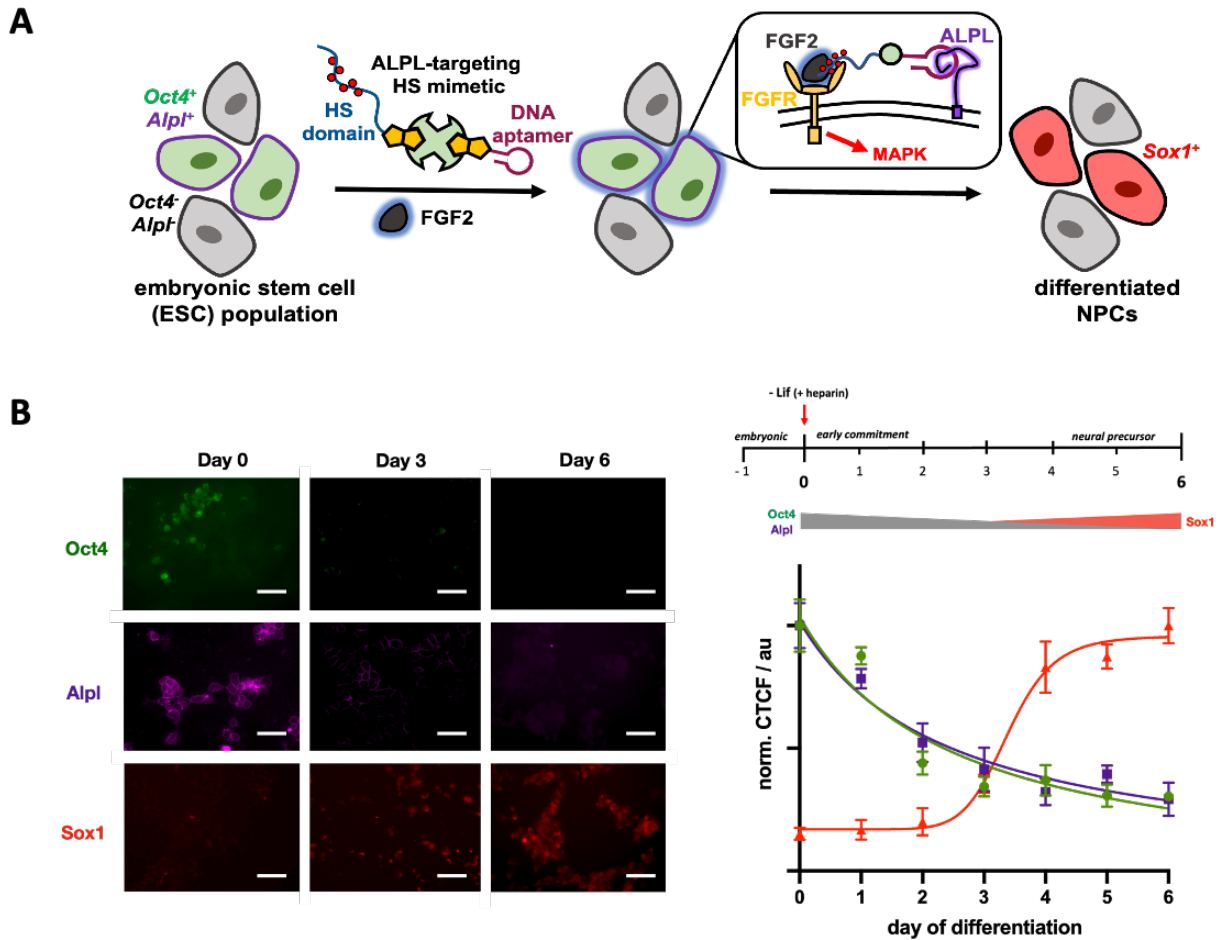 A
Oct4⁺
Alpl⁺
Oct4⁻
Alpl⁻
embryonic stem cell
(ESC) population
ALPL-targeting
HS mimetic
HS
domain
DNA
aptamer
FGF2
FGF2
ALPL
FGFR
MAPK
Sox1⁺
differentiated
NPCs
B
Day 0
Day 3
Day 6
Oct4
Alpl
Sox1
- Lif (+ heparin)
embryonic
early commitment
neural precursor
- 1
0
1
2
3
4
5
6
Oct4
Alpl
Sox1
norm. CTCF / au
0
1
2
3
4
5
6
day of differentiation